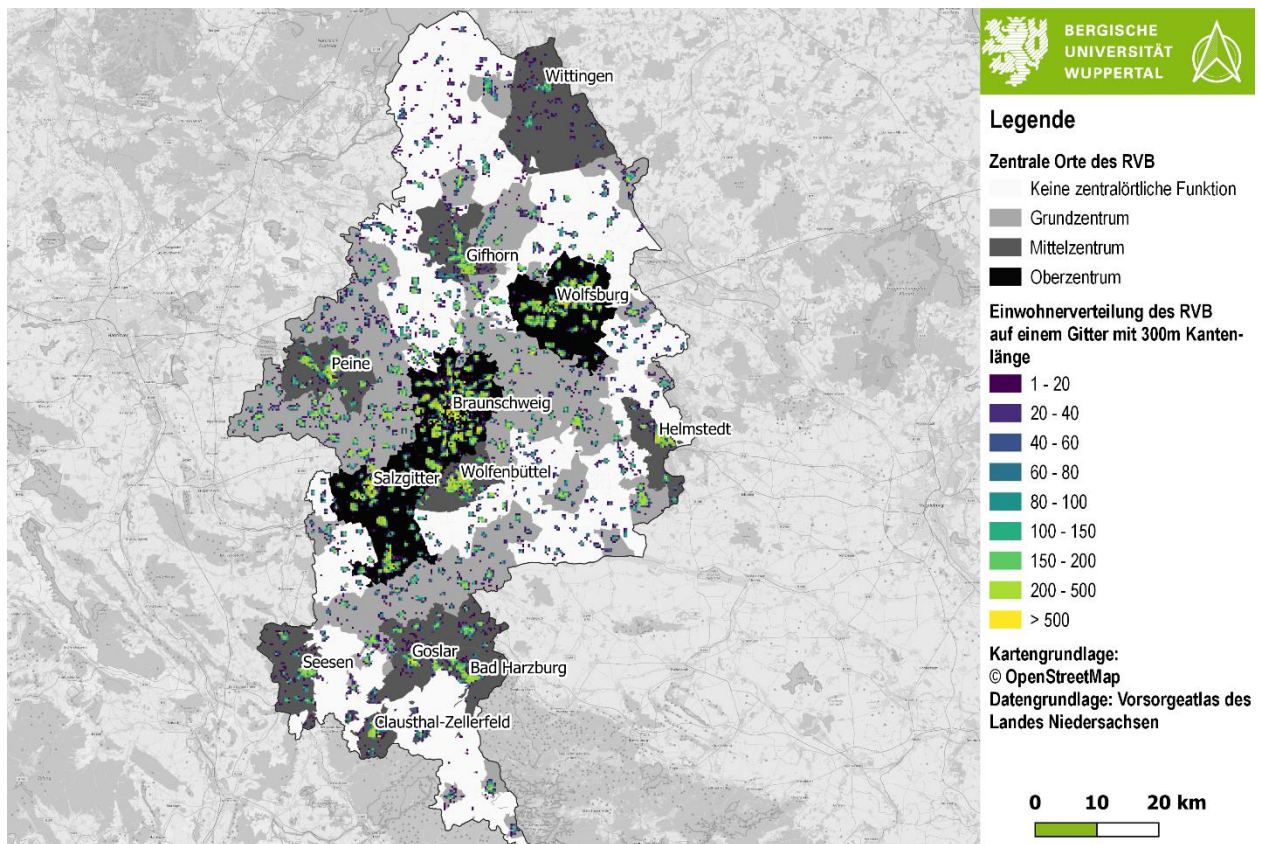 Wittingen
Gifhorn
Wolfsburg
Peine
Braunschweig
Helmstedt
Salzgitter
Wolfenbüttel
Seesen
Goslar
Bad Harzburg
Clausthal-Zellerfeld
BERGISCHE
UNIVERSITÄT
WUPPERTAL
Legende
Zentrale Orte des RVB
Keine zentralörtliche Funktion
Grundzentrum
Mittelzentrum
Oberzentrum
Einwohnerverteilung des RVB
auf einem Gitter mit 300m Kanten-
länge
1 - 20
20 - 40
40 - 60
60 - 80
80 - 100
100 - 150
150 - 200
200 - 500
> 500
Kartengrundlage:
© OpenStreetMap
Datengrundlage: Vorsorgeatlas des
Landes Niedersachsen
0 10 20 km